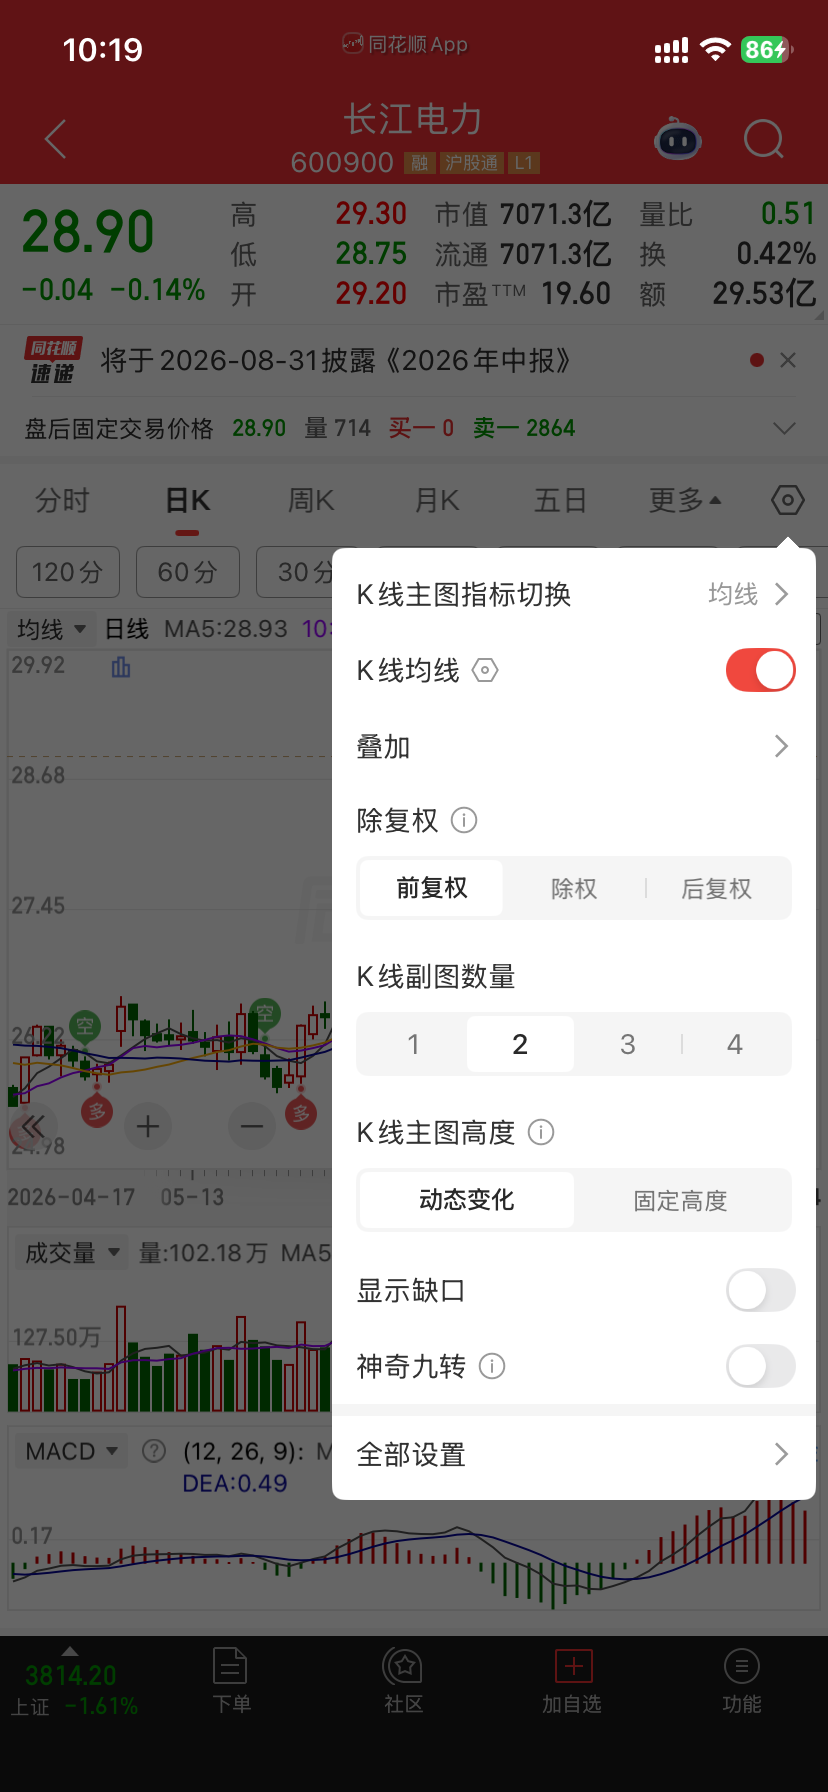 10:19
同花顺App
86
长江电力
600900 融 沪股通 L1
28.90
-0.04 -0.14%
高 29.30 市值 7071.3亿 量比 0.51
低 28.75 流通 7071.3亿 换 0.42%
开 29.20 市盈TTM 19.60 额 29.53亿
同花顺
速递
将于2026-08-31披露《2026年中报》
盘后固定交易价格 28.90 量 714 买一 0 卖一 2864
分时 日K 周K 月K 五日 更多
120分 60分 30分
均线 日线 MA5:28.93 10:
29.92
28.68
27.45
26.22
24.98
空
空
多
多
2026-04-17 05-13
成交量 量:102.18万 MA5
127.50万
MACD (12, 26, 9): M
DEA:0.49
0.17
K线主图指标切换 均线
K线均线
叠加
除复权
前复权 除权 后复权
K线副图数量
1 2 3 4
K线主图高度
动态变化 固定高度
显示缺口
神奇九转
全部设置
3814.20
上证 -1.61%
下单
社区
加自选
功能